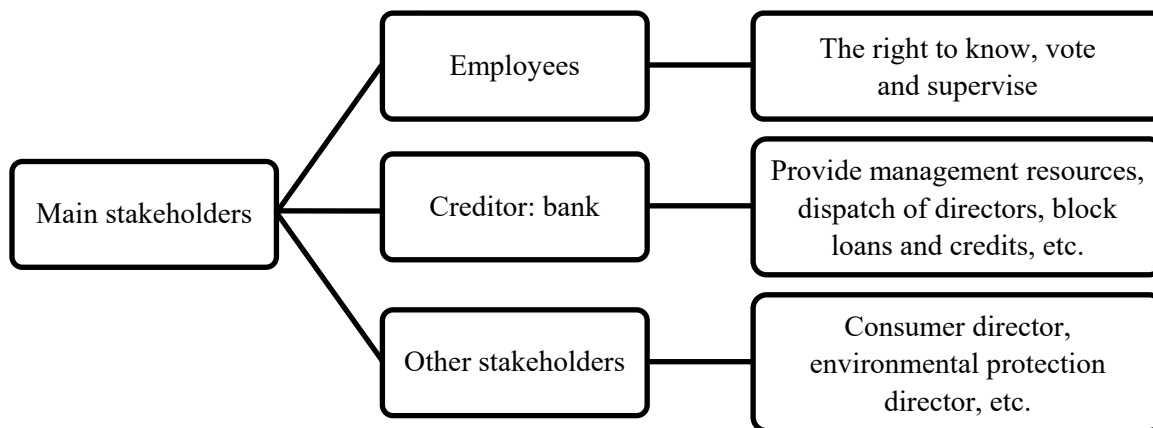 Main stakeholders
Employees
The right to know, vote
and supervise
Creditor: bank
Provide management resources,
dispatch of directors, block
loans and credits, etc.
Other stakeholders
Consumer director,
environmental protection
director, etc.